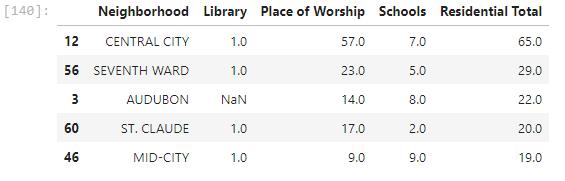 [140]: Neighborhood Library Place of Worship Schools Residential Total
12 CENTRAL CITY 1.0 57.0 7.0 65.0
56 SEVENTH WARD 1.0 23.0 5.0 29.0
3 AUDUBON NaN 14.0 8.0 22.0
60 ST. CLAUDE 1.0 17.0 2.0 20.0
46 MID-CITY 1.0 9.0 9.0 19.0